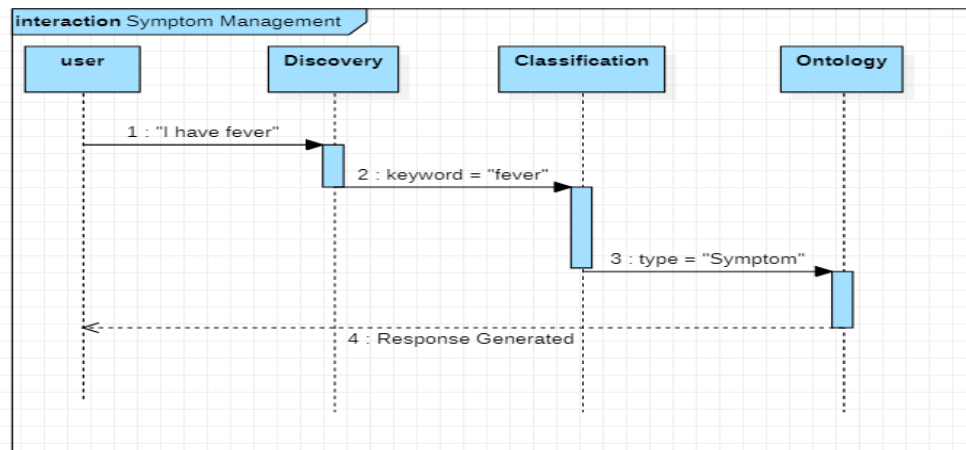 interaction Symptom Management
user
Discovery
Classification
Ontology
1 : "I have fever"
2 : keyword = "fever"
3 : type = "Symptom"
4 : Response Generated